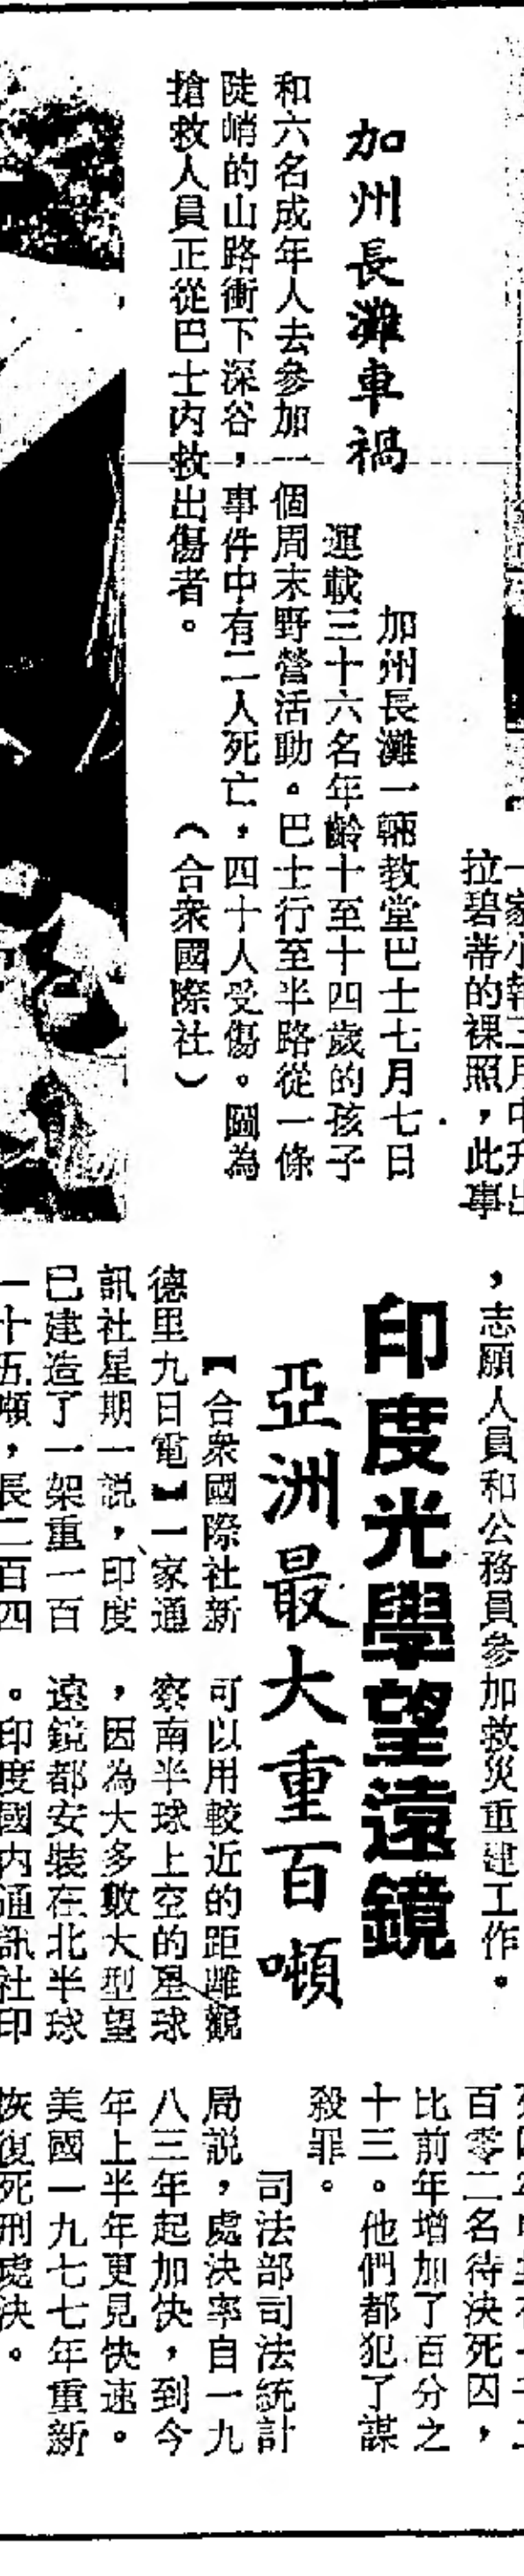 加州長灘車禍
加州長灘一輛教堂巴士七月七日
運載三十六名年齡十至十四歲的孩子
和六名成年人去參加一個周末野營活動。巴士行至半路從一條
陡峭的山路衝下深谷，事件中有二人死亡，四十人受傷。圖為
搶救人員正從巴士內救出傷者。
（合衆國際社）
拉碧蒂的裸照，此事
，志願人員和公務員參加救災重建工作。
印度光學望遠鏡
亞洲最大重百噸
【合衆國際社新
德里九日電】一家通
訊社星期一説，印度
已建造了一架重一百
一十五噸，長二百四
可以用較近的距離觀
察南半球上空的星球
，因為大多數大型望
遠鏡都安裝在北半球
。印度國內通訊社印
百零二名待決死囚，
比前年增加了百分之
十三。他們都犯了謀
殺罪。
司法部司法統計
局説，處決率自一九
八三年起加快，到今
年上半年更見快速。
美國一九七七年重新
恢復死刑處決。